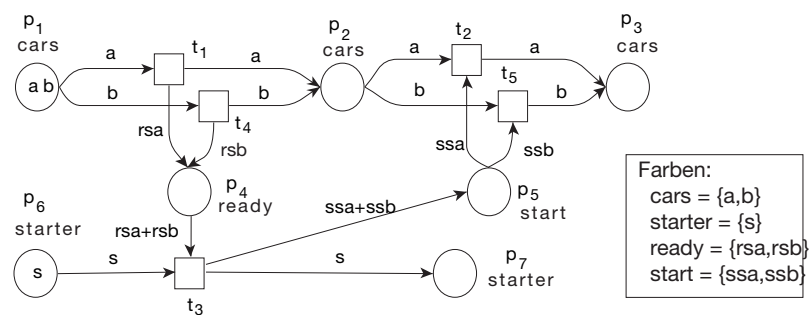 p1
cars
a b
a
t1
a
b
t4
b
rsa
rsb
p2
cars
a
t2
a
b
t5
b
p3
cars
ssa
ssb
p4
ready
p5
start
p6
starter
s
s
rsa+rsb
ssa+ssb
t3
s
p7
starter
Farben:
cars = {a,b}
starter = {s}
ready = {rsa,rsb}
start = {ssa,ssb}